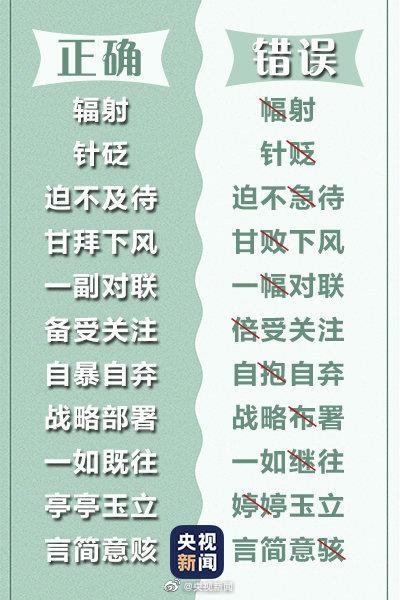 正确 错误
辐射 幅射
针砭 针贬
迫不及待 迫不急待
甘拜下风 甘败下风
一副对联 一幅对联
备受关注 倍受关注
自暴自弃 自抱自弃
战略部署 战略布署
一如既往 一如继往
亭亭玉立 婷婷玉立
言简意赅 言简意骇
央视
新闻
@央视新闻